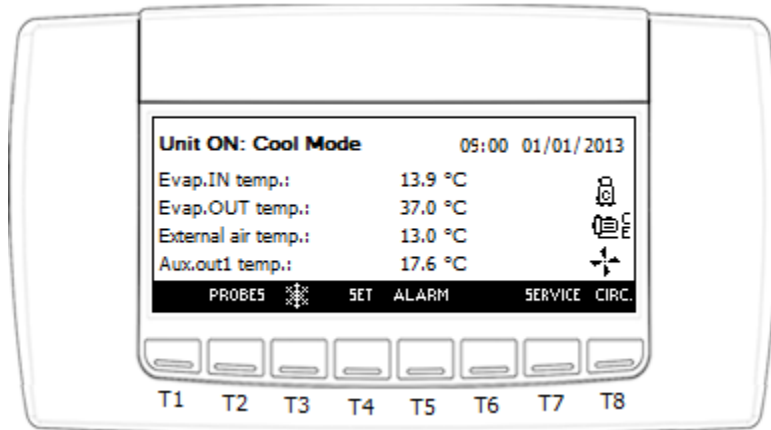 Unit ON: Cool Mode 09:00 01/01/2013
Evap.IN temp.: 13.9 °C
Evap.OUT temp.: 37.0 °C
External air temp.: 13.0 °C
Aux.out1 temp.: 17.6 °C
PROBES SET ALARM SERVICE CIRC.
T1 T2 T3 T4 T5 T6 T7 T8